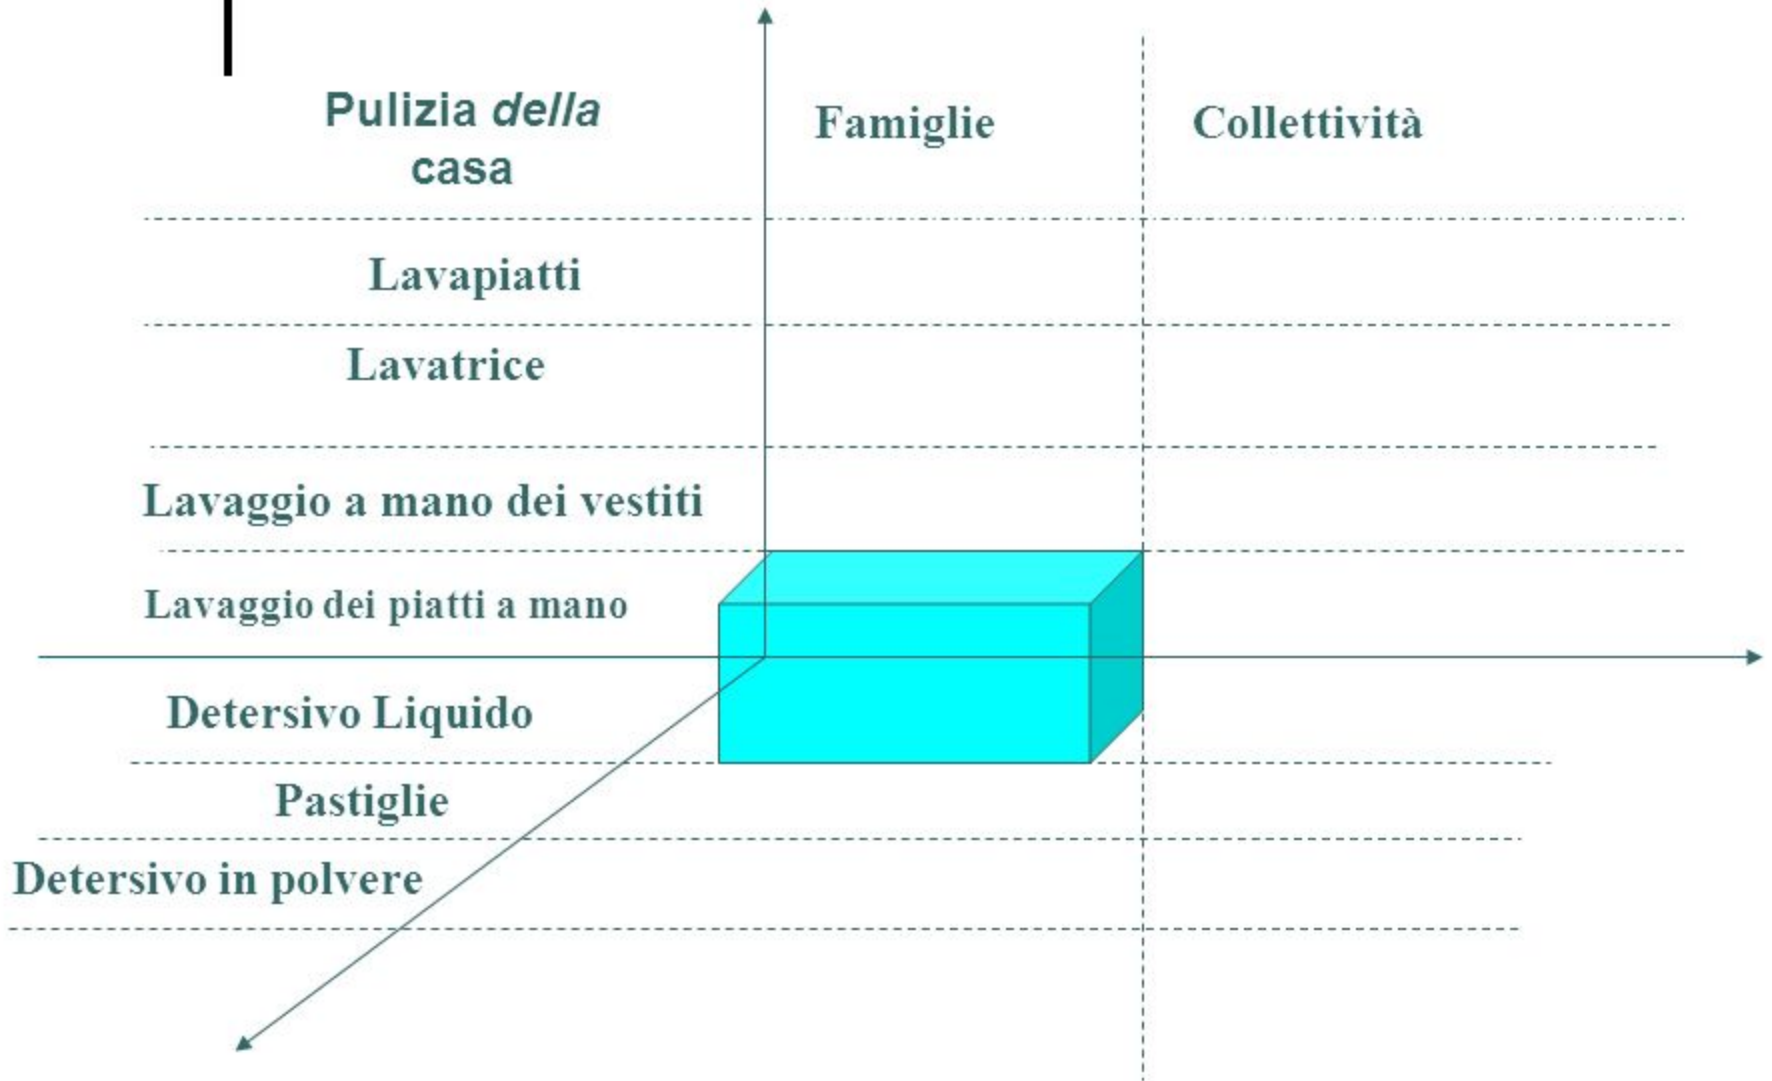 Pulizia della
casa
Famiglie
Collettività
Lavapiatti
Lavatrice
Lavaggio a mano dei vestiti
Lavaggio dei piatti a mano
Detersivo Liquido
Pastiglie
Detersivo in polvere